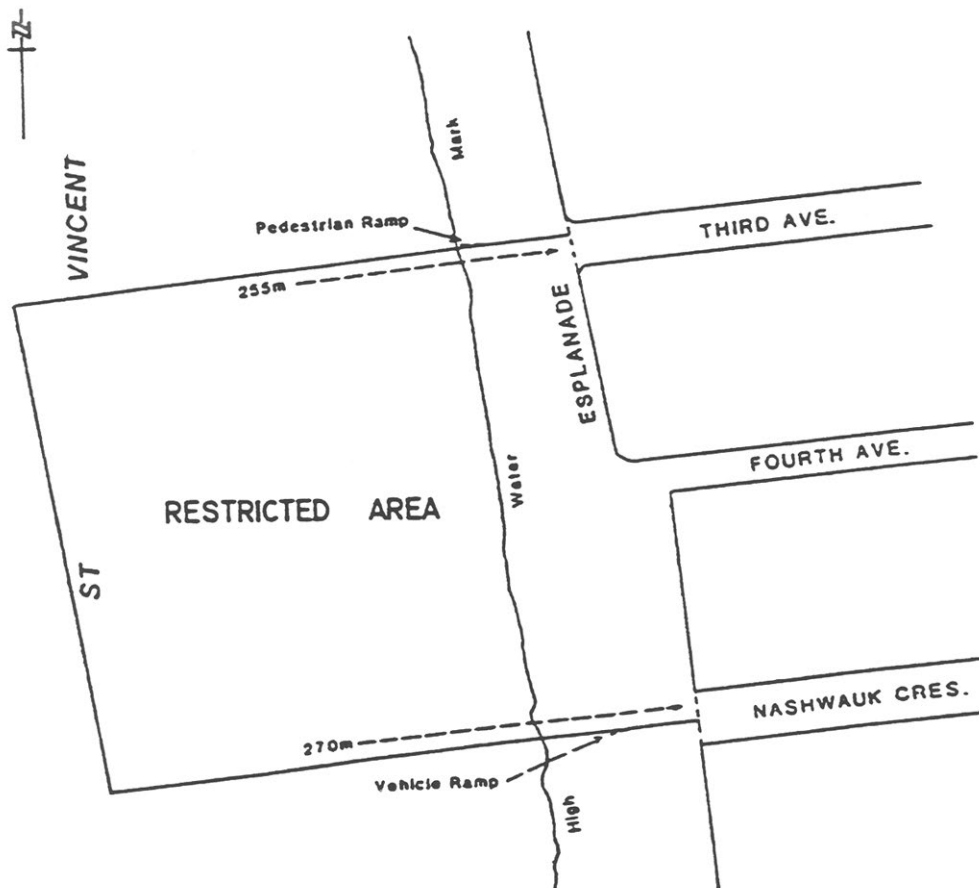 N
VINCENT
ST
Pedestrian Ramp
255m
Mark
THIRD AVE.
ESPLANADE
FOURTH AVE.
RESTRICTED AREA
Water
NASHWAUK CRES.
270m
Vehicle Ramp
High